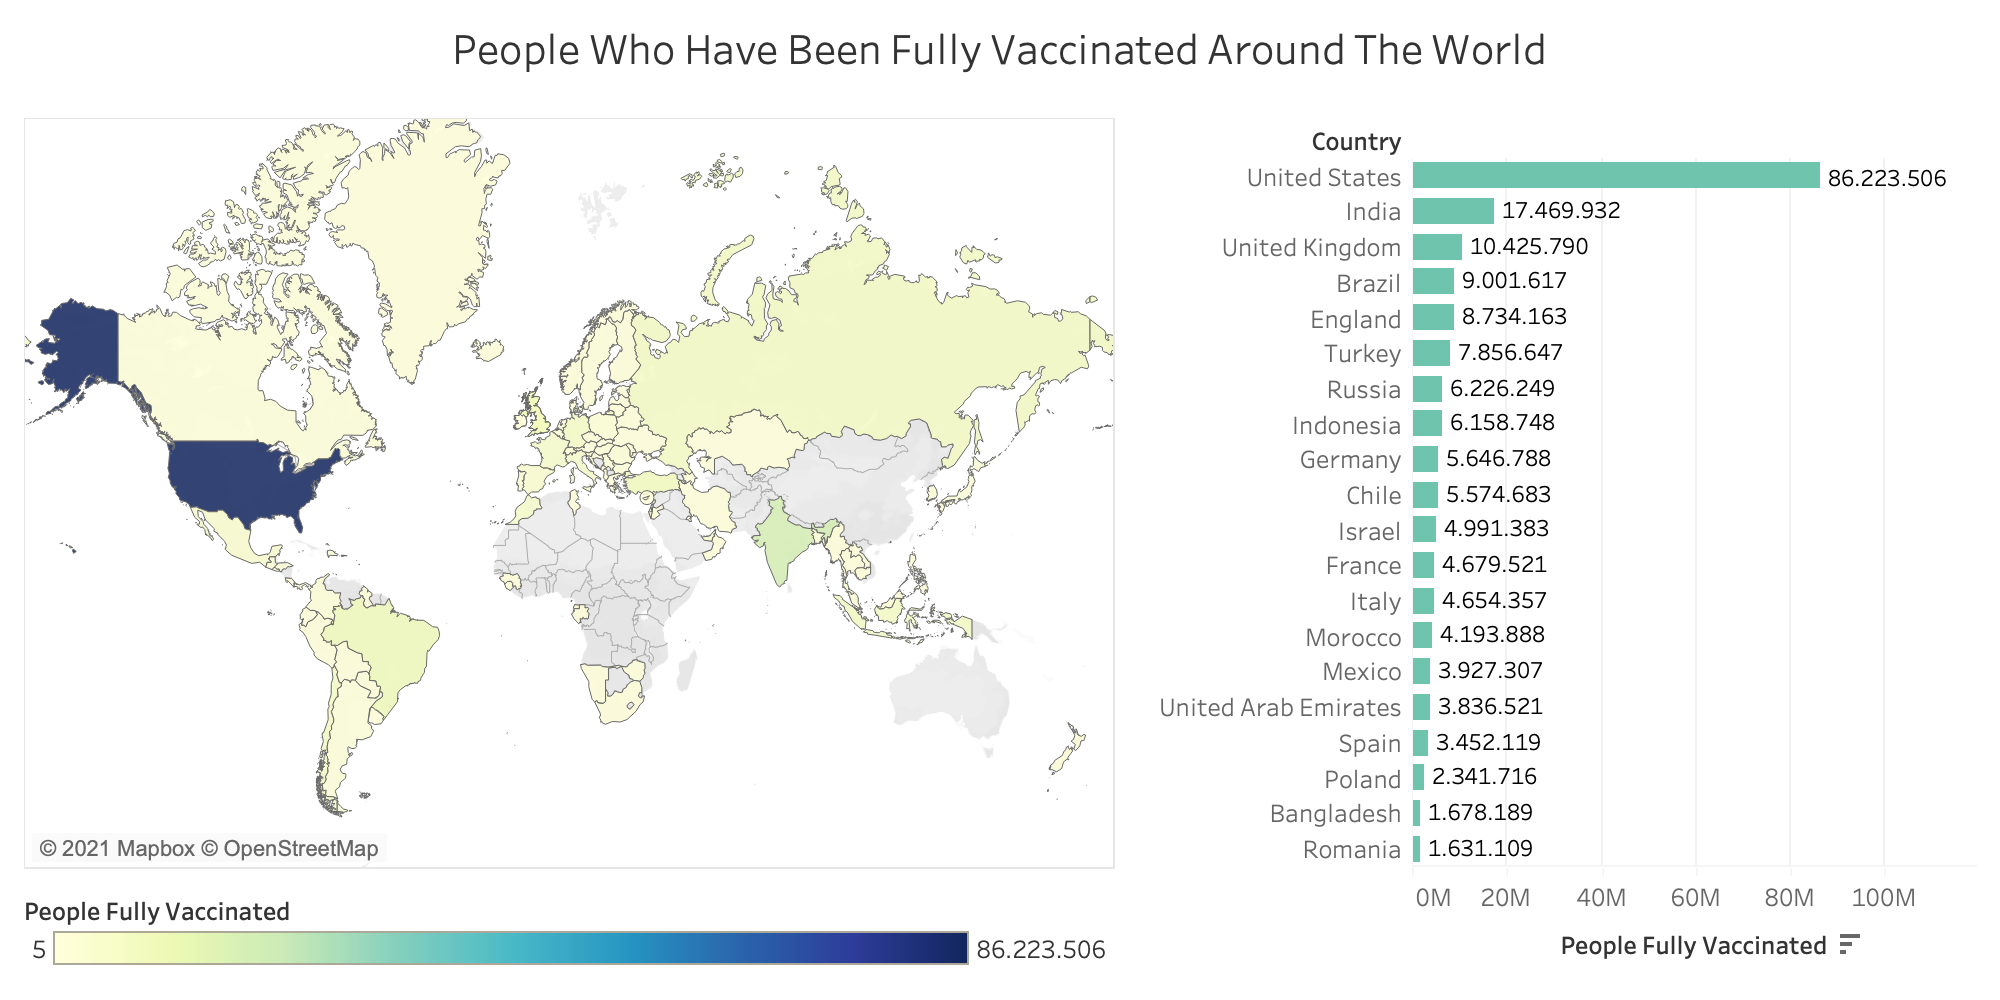 People Who Have Been Fully Vaccinated Around The World
© 2021 Mapbox © OpenStreetMap
People Fully Vaccinated
5
86.223.506
Country
United States 86.223.506
India 17.469.932
United Kingdom 10.425.790
Brazil 9.001.617
England 8.734.163
Turkey 7.856.647
Russia 6.226.249
Indonesia 6.158.748
Germany 5.646.788
Chile 5.574.683
Israel 4.991.383
France 4.679.521
Italy 4.654.357
Morocco 4.193.888
Mexico 3.927.307
United Arab Emirates 3.836.521
Spain 3.452.119
Poland 2.341.716
Bangladesh 1.678.189
Romania 1.631.109
0M 20M 40M 60M 80M 100M
People Fully Vaccinated